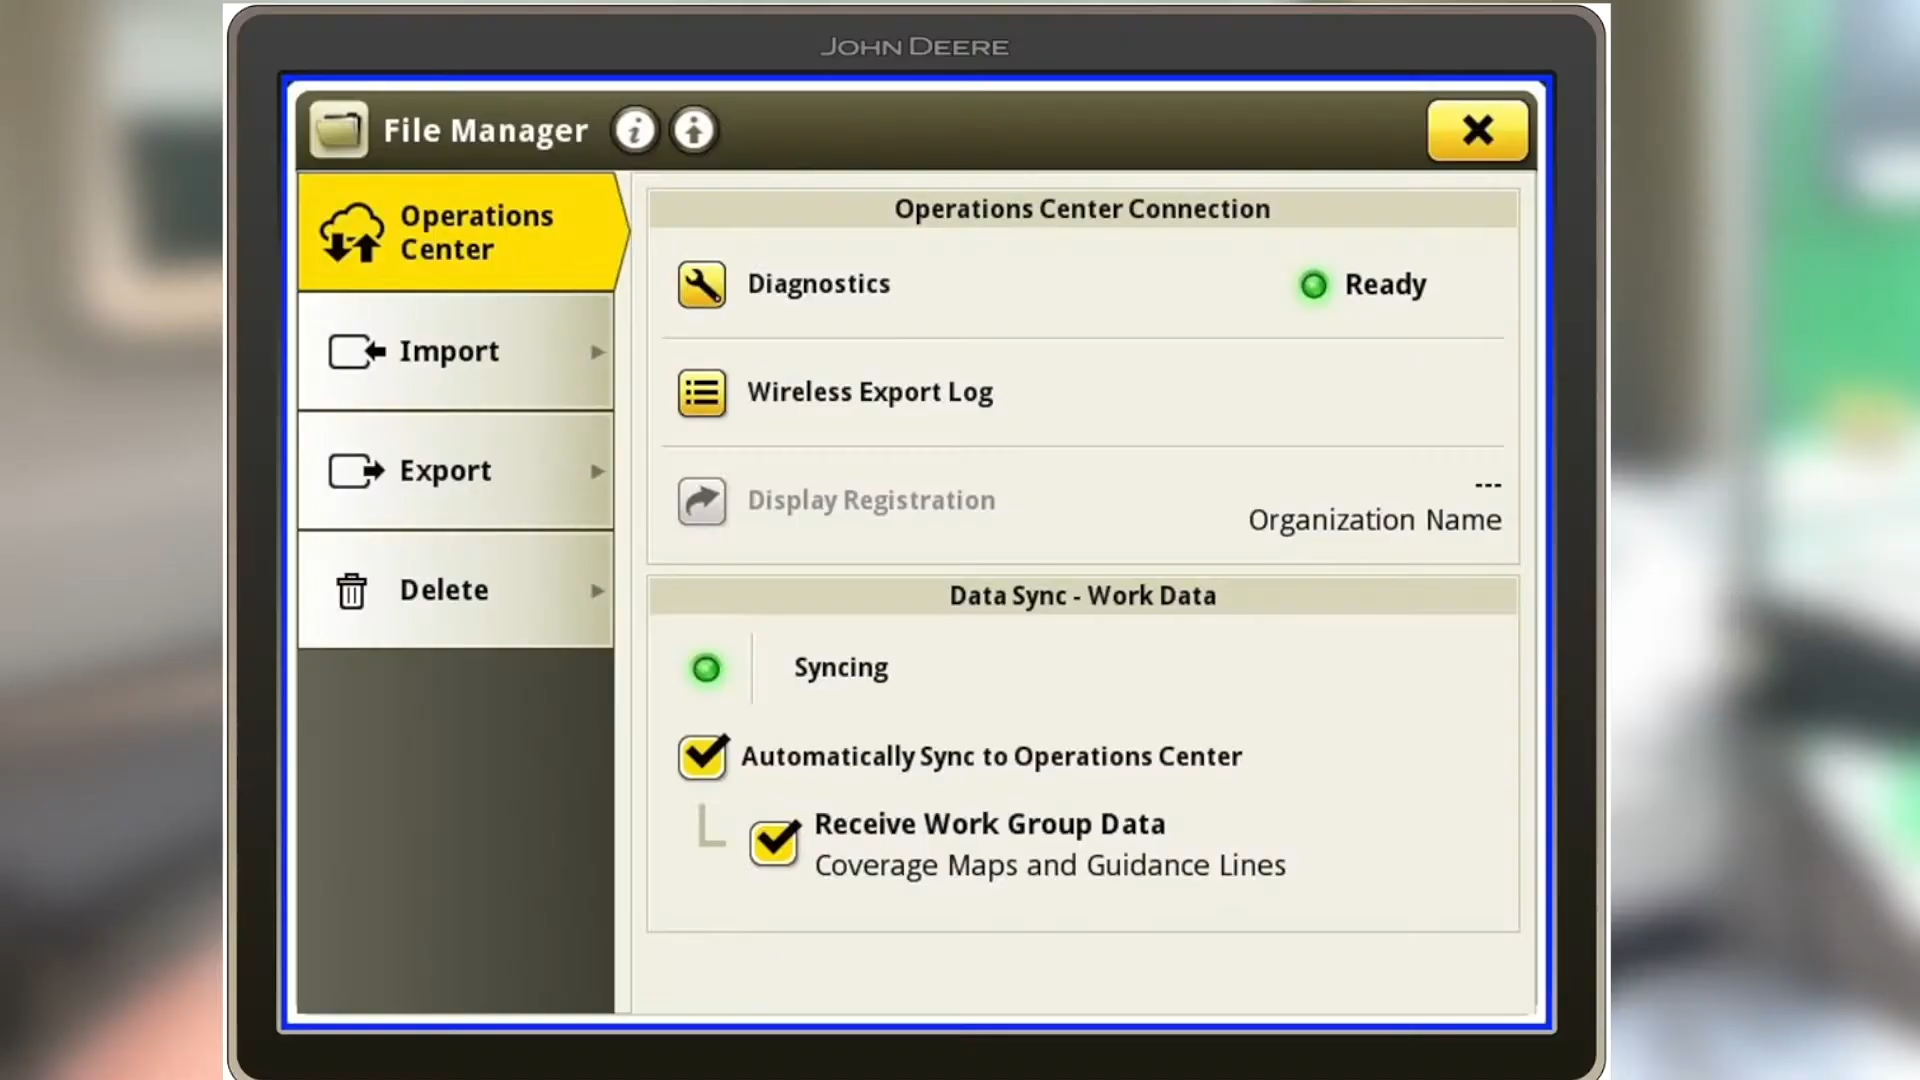 JOHN DEERE
File Manager
Operations
Center
Import
Export
Delete
Operations Center Connection
Diagnostics
Ready
Wireless Export Log
Display Registration
---
Organization Name
Data Sync - Work Data
Syncing
Automatically Sync to Operations Center
Receive Work Group Data
Coverage Maps and Guidance Lines